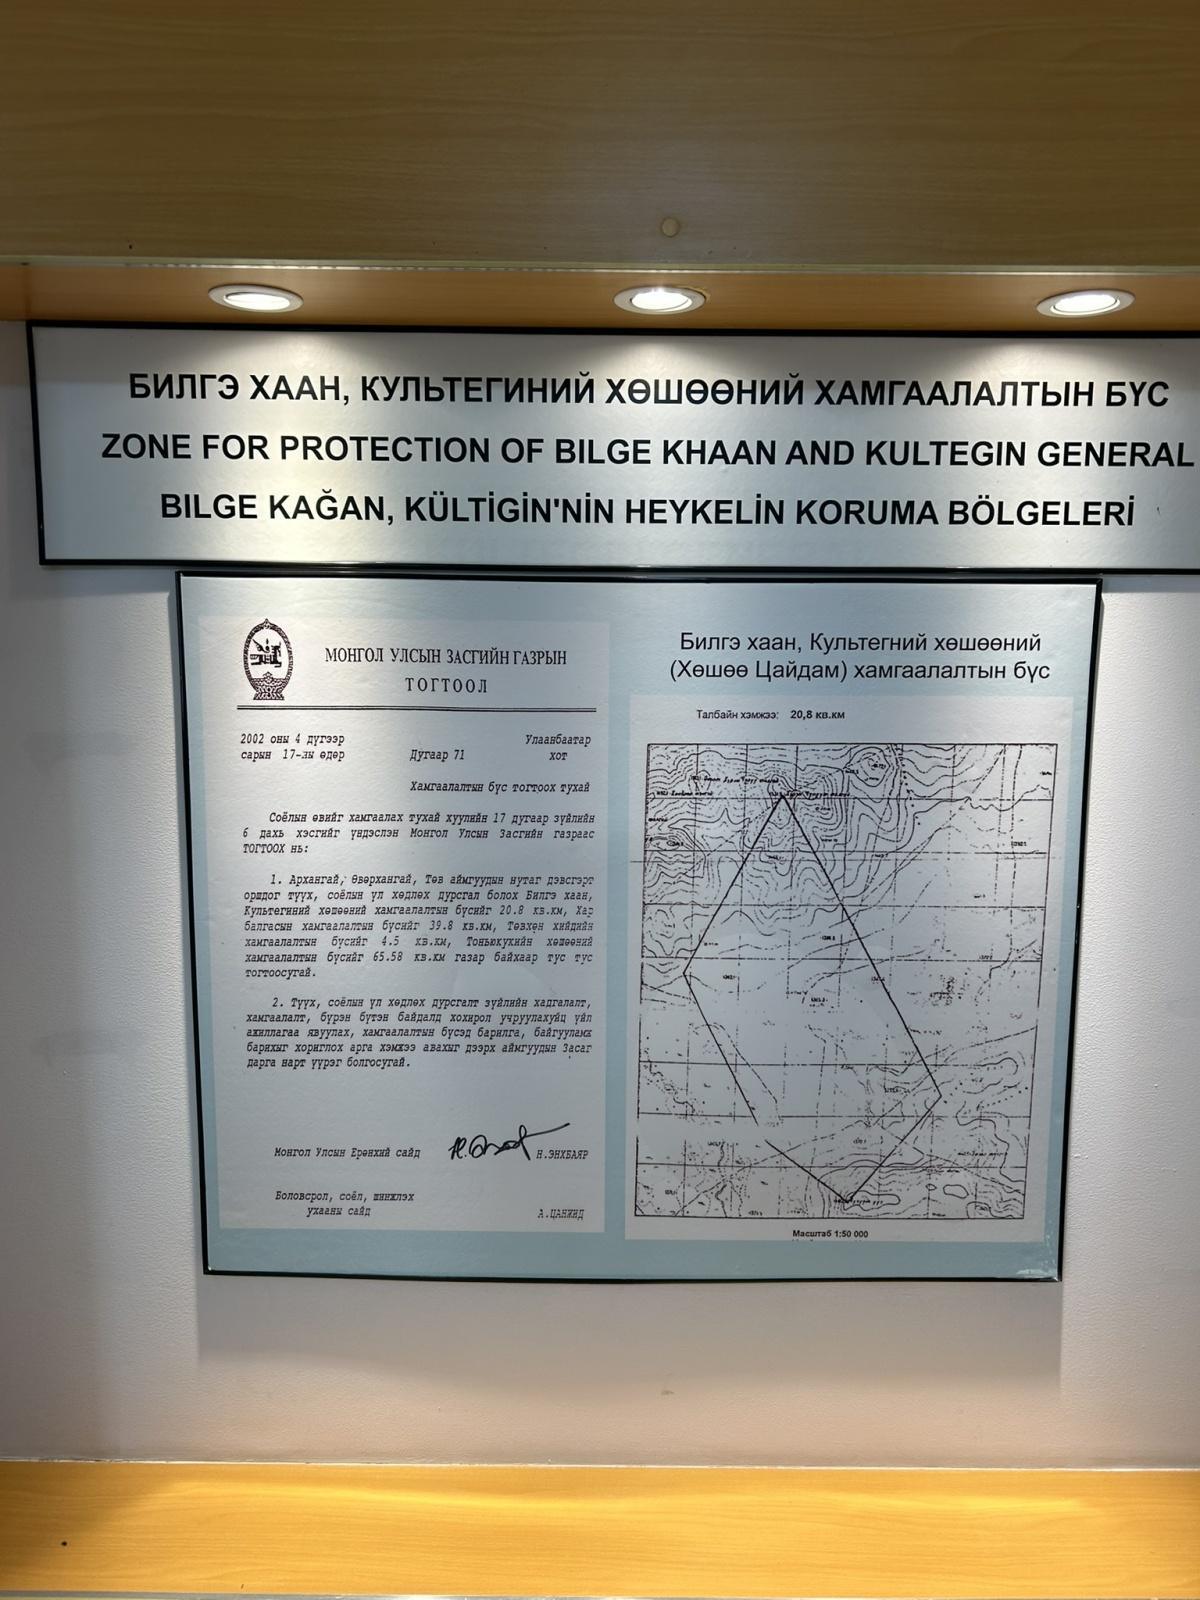 БИЛГЭ ХААН, КУЛЬТЕГИНИЙ ХӨШӨӨНИЙ ХАМГААЛАЛТЫН БҮС
ZONE FOR PROTECTION OF BILGE KHAAN AND KULTEGIN GENERAL
BILGE KAĞAN, KÜLTİGİN'NİN HEYKELİN KORUMA BÖLGELERİ
МОНГОЛ УЛСЫН ЗАСГИЙН ГАЗРЫН
ТОГТООЛ
2002 оны 4 дүгээр
сарын 17-ны өдөр
Дугаар 71
Улаанбаатар
хот
Хамгаалалтын бүс тогтоох тухай
Соёлын өвийг хамгаалах тухай хуулийн 17 дугаар зүйлийн
6 дахь хэсгийг үндэслэн Монгол Улсын Засгийн газраас
ТОГТООХ нь:
1. Архангай, Өвөрхангай, Төв аймгуудын нутаг дэвсгэрт
оршдог түүх, соёлын үл хөдлөх дурсгал болох Билгэ хаан,
Культегиний хөшөөний хамгаалалтын бүсийг 20.8 кв.км, Хар
балгасын хамгаалалтын бүсийг 39.8 кв.км, Төвхөн хийдийн
хамгаалалтын бүсийг 4.5 кв.км, Тоньюкукийн хөшөөний
хамгаалалтын бүсийг 65.58 кв.км газар байхаар тус тус
тогтоосугай.
2. Түүх, соёлын үл хөдлөх дурсгалт зүйлийн хадгалалт,
хамгаалалт, бүрэн бүтэн байдалд хохирол учруулахуйц үйл
ажиллагаа явуулах, хамгаалалтын бүсэд барилга, байгууламж
барихыг хориглох арга хэмжээ авахыг дээрх аймгуудын Засаг
дарга нарт үүрэг болгосугай.
Монгол Улсын Ерөнхий сайд
Н.ЭНХБАЯР
Боловсрол, соёл, шинжлэх
ухааны сайд
А.ЦАНЖИД
Билгэ хаан, Культегний хөшөөний
(Хөшөө Цайдам) хамгаалалтын бүс
Талбайн хэмжээ: 20,8 кв.км
Масштаб 1:50 000